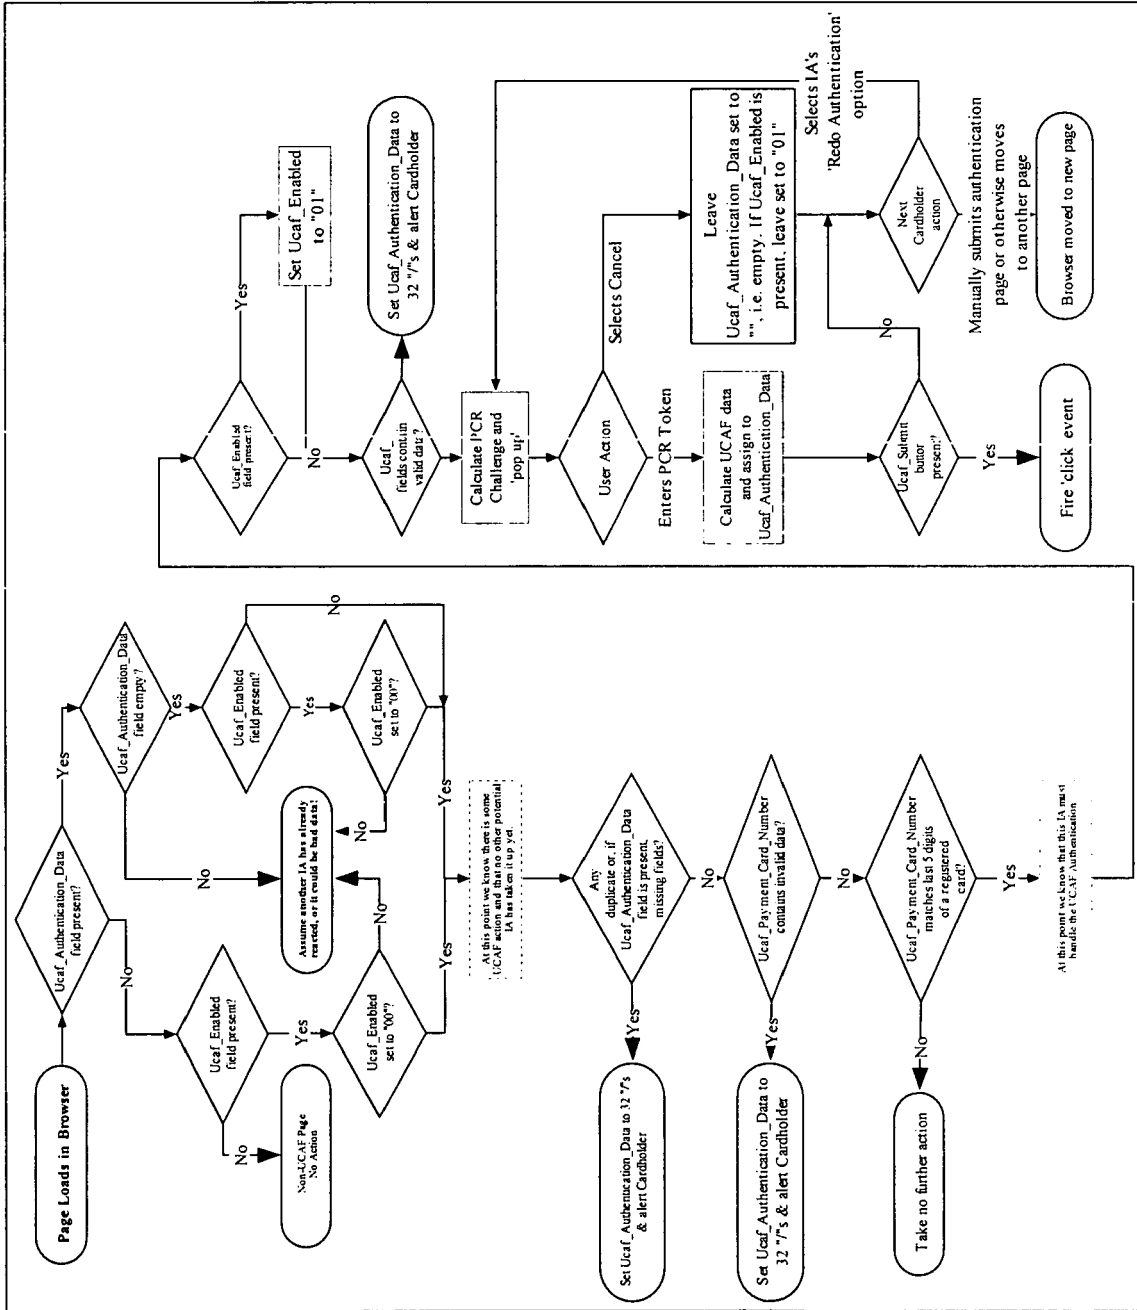 Page Loads in Browser
Ucaf_Authentication_Data
field present?
Yes
No
Ucaf_Authentication_Data
field empty?
Yes
No
Ucaf_Enabled
field present?
No
Yes
Ucaf_Enabled
field present?
Yes
No
Non-UCAF Page
No Action
Assume another IA has already
reacted, or it could be bad data!
Ucaf_Enabled
set to "00"?
No
Yes
Ucaf_Enabled
set to "00"?
No
Yes
At this point we know there is some
UCAF action and that no other potential
IA has taken it up yet.
Any
duplicate or, if
Ucaf_Authentication_Data
field is present,
missing fields?
Yes
No
Set Ucaf_Authentication_Data to 32 "/"s
& alert Cardholder
Ucaf_Payment_Card_Number
contains invalid data?
Yes
No
Set Ucaf_Authentication_Data to
32 "/"s & alert Cardholder
Ucaf_Payment_Card_Number
matches last 5 digits
of a registered
card?
No
Yes
Take no further action
At this point we know that this IA must
handle the UCAF Authentication
Ucaf_Enabled
field present?
Yes
No
Set Ucaf_Enabled
to "01"
Ucaf_
fields contain
valid data?
Set Ucaf_Authentication_Data to
32 "/"s & alert Cardholder
Calculate PCR
Challenge and
'pop up'
User Action
Selects Cancel
Enters PCR Token
Leave
Ucaf_Authentication_Data set to
"", i.e. empty. If Ucaf_Enabled is
present, leave set to "01"
Calculate UCAF data
and assign to
Ucaf_Authentication_Data
Ucaf_Submit
button
present?
No
Yes
Fire 'click event
Next
Cardholder
action
Selects IA's
'Redo Authentication'
option
Manually submits authentication
page or otherwise moves
to another page
Browser moved to new page